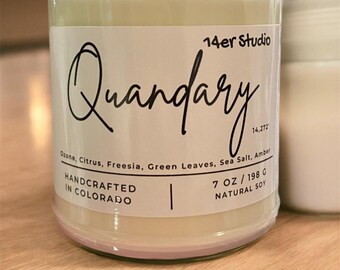 14er Studio
Quandary
14,272'
Ozone, Citrus, Freesia, Green Leaves, Sea Salt, Amber
HANDCRAFTED
IN COLORADO
7 OZ / 198 G
NATURAL SOY